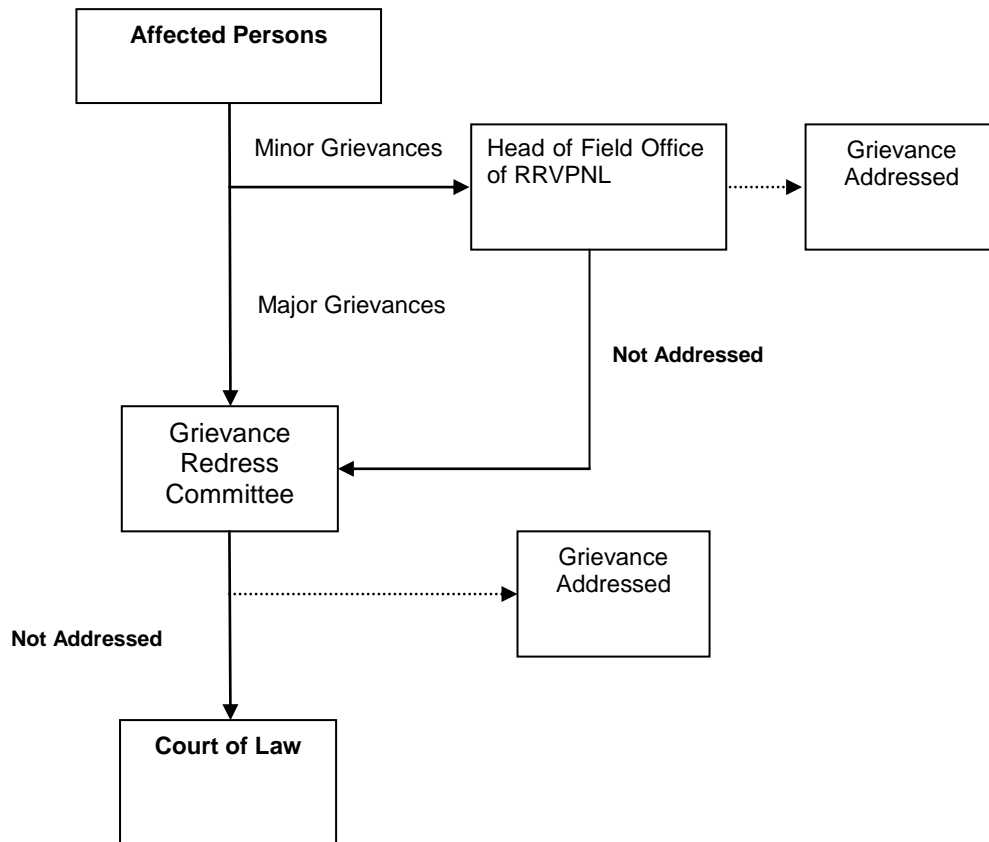 Affected Persons
Minor Grievances
Head of Field Office
of RRVPNL
Grievance
Addressed
Major Grievances
Not Addressed
Grievance
Redress
Committee
Grievance
Addressed
Not Addressed
Court of Law